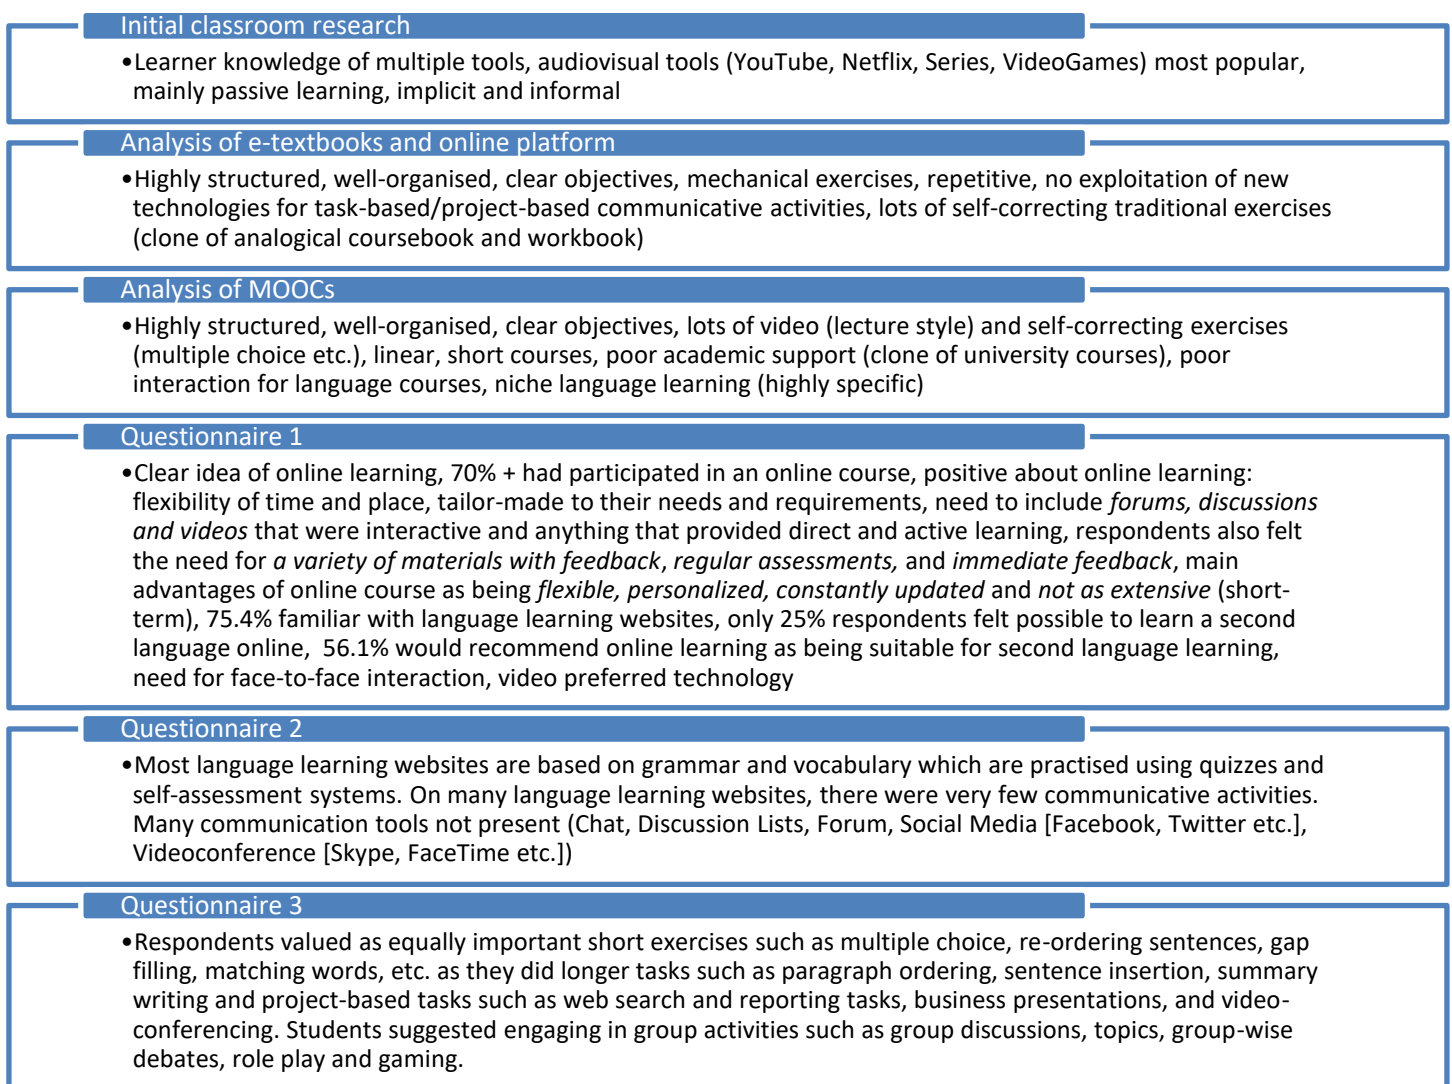 Initial classroom research
•Learner knowledge of multiple tools, audiovisual tools (YouTube, Netflix, Series, VideoGames) most popular,
mainly passive learning, implicit and informal
Analysis of e-textbooks and online platform
•Highly structured, well-organised, clear objectives, mechanical exercises, repetitive, no exploitation of new
technologies for task-based/project-based communicative activities, lots of self-correcting traditional exercises
(clone of analogical coursebook and workbook)
Analysis of MOOCs
•Highly structured, well-organised, clear objectives, lots of video (lecture style) and self-correcting exercises
(multiple choice etc.), linear, short courses, poor academic support (clone of university courses), poor
interaction for language courses, niche language learning (highly specific)
Questionnaire 1
•Clear idea of online learning, 70% + had participated in an online course, positive about online learning:
flexibility of time and place, tailor-made to their needs and requirements, need to include forums, discussions
and videos that were interactive and anything that provided direct and active learning, respondents also felt
the need for a variety of materials with feedback, regular assessments, and immediate feedback, main
advantages of online course as being flexible, personalized, constantly updated and not as extensive (short-
term), 75.4% familiar with language learning websites, only 25% respondents felt possible to learn a second
language online, 56.1% would recommend online learning as being suitable for second language learning,
need for face-to-face interaction, video preferred technology
Questionnaire 2
•Most language learning websites are based on grammar and vocabulary which are practised using quizzes and
self-assessment systems. On many language learning websites, there were very few communicative activities.
Many communication tools not present (Chat, Discussion Lists, Forum, Social Media [Facebook, Twitter etc.],
Videoconference [Skype, FaceTime etc.])
Questionnaire 3
•Respondents valued as equally important short exercises such as multiple choice, re-ordering sentences, gap
filling, matching words, etc. as they did longer tasks such as paragraph ordering, sentence insertion, summary
writing and project-based tasks such as web search and reporting tasks, business presentations, and video-
conferencing. Students suggested engaging in group activities such as group discussions, topics, group-wise
debates, role play and gaming.